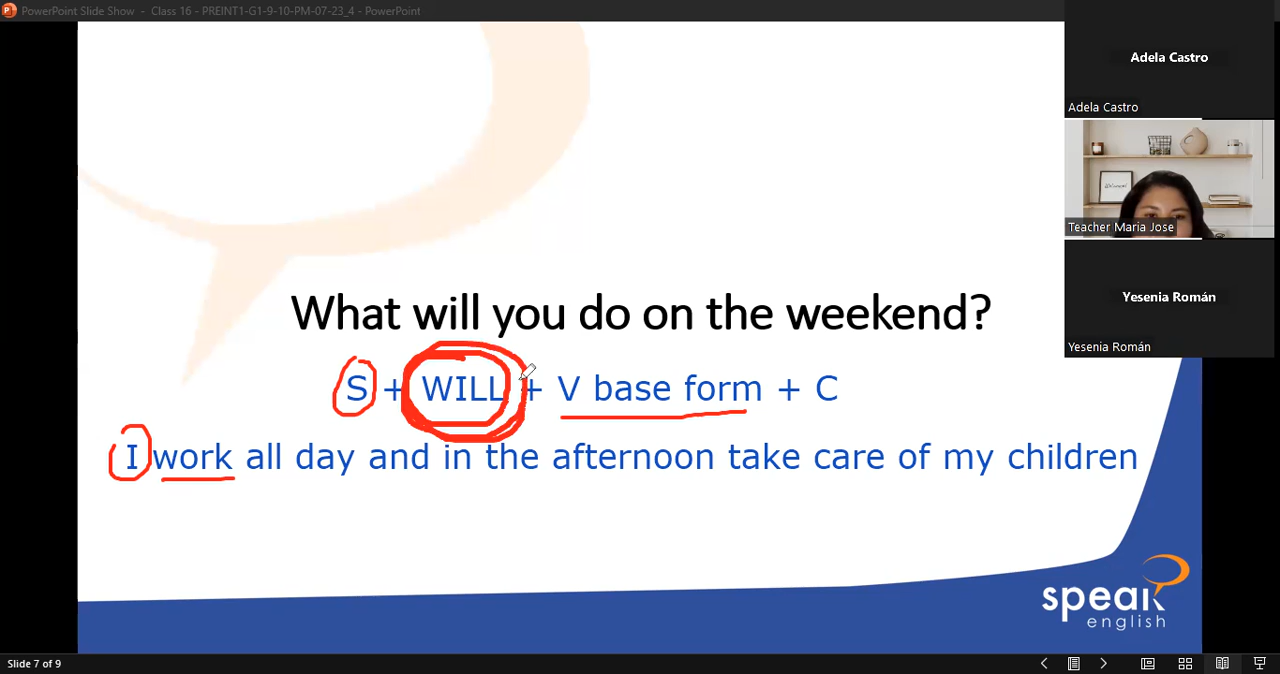 PowerPoint Slide Show - Class 16 - PREINT1-G1-9-10-PM-07-23_4 - PowerPoint
Adela Castro
Adela Castro
Teacher Maria Jose
Yesenia Román
Yesenia Román
What will you do on the weekend?
S + WILL + V base form + C
I work all day and in the afternoon take care of my children
speak
english
Slide 7 of 9